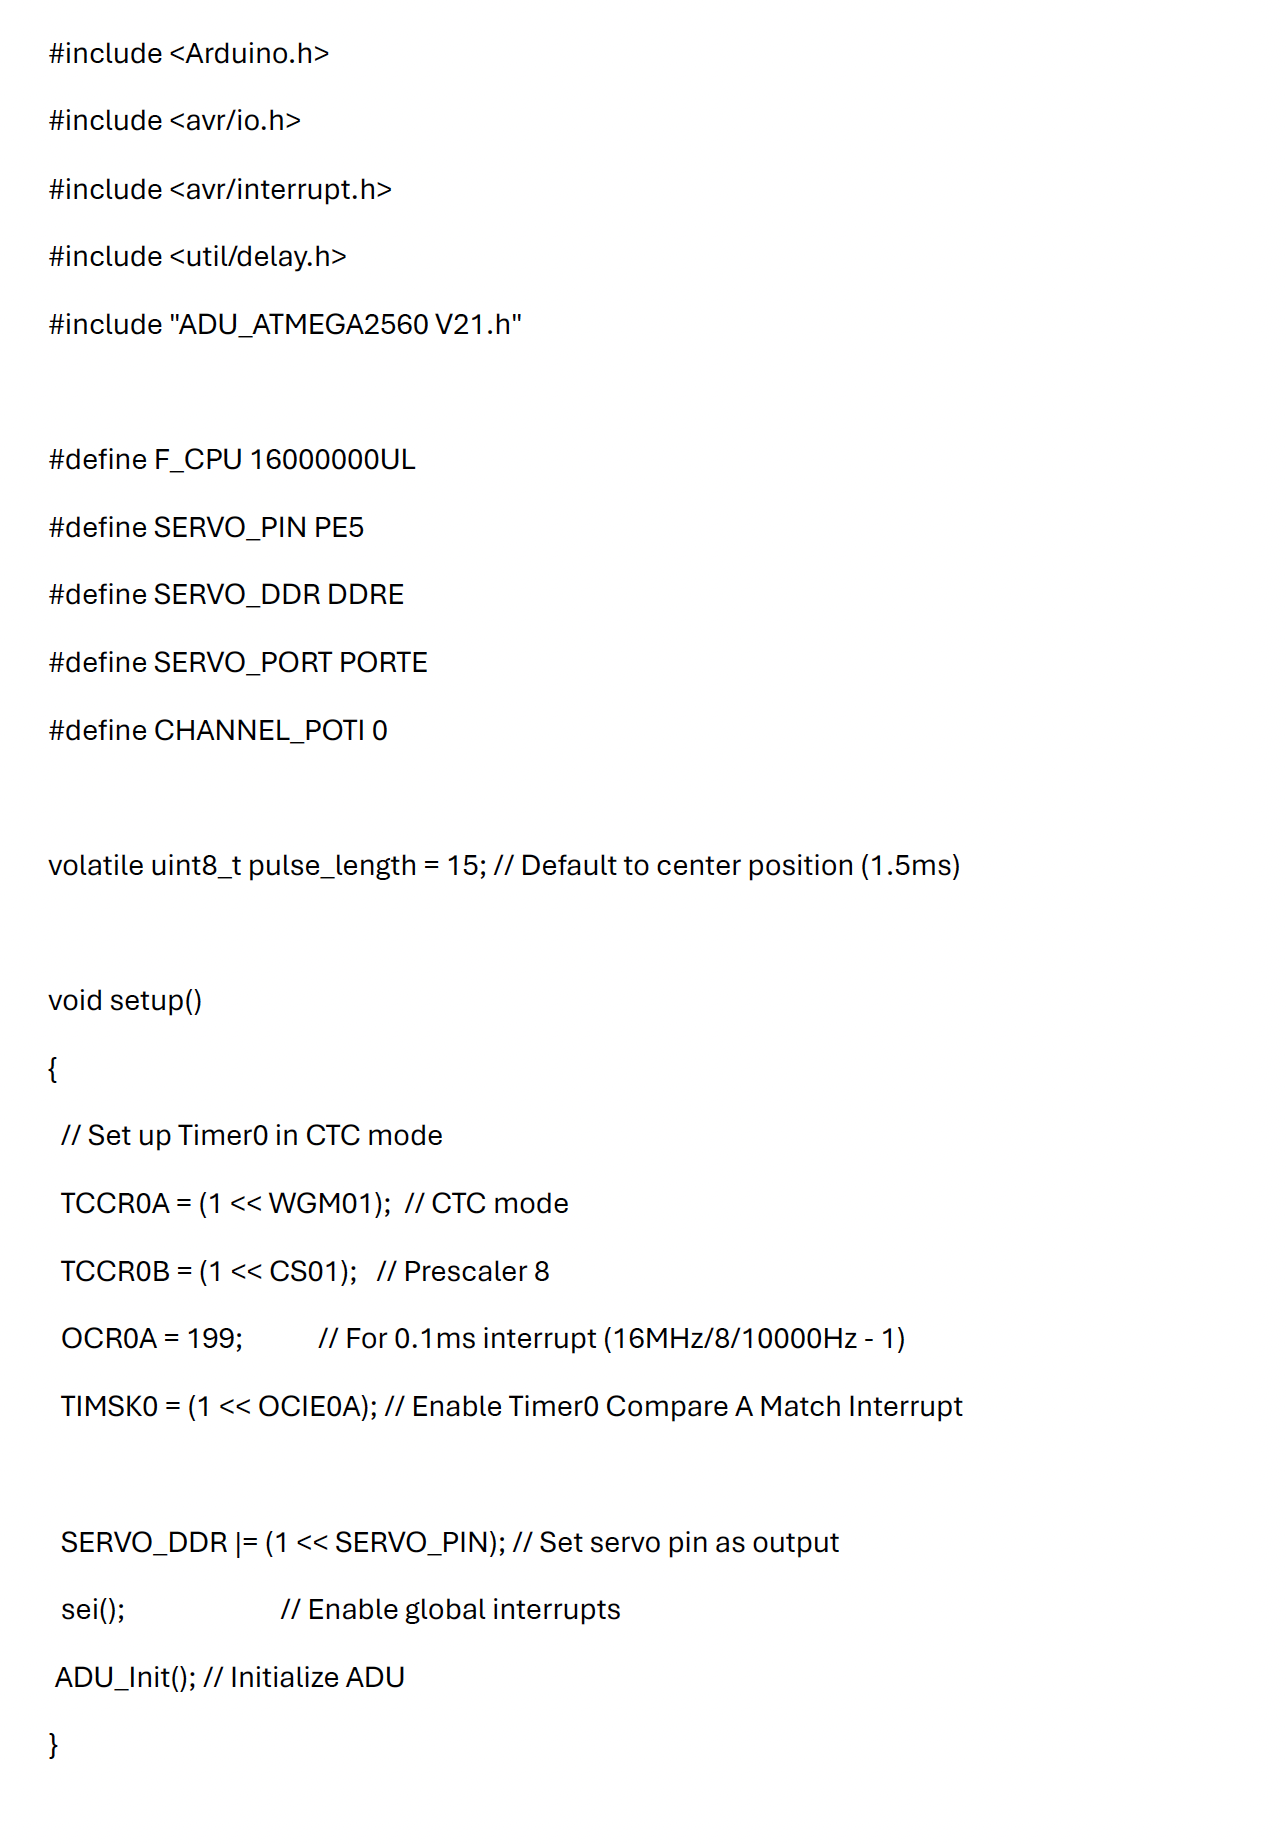 #include <Arduino.h>
#include <avr/io.h>
#include <avr/interrupt.h>
#include <util/delay.h>
#include "ADU_ATMEGA2560 V21.h"
#define F_CPU 16000000UL
#define SERVO_PIN PE5
#define SERVO_DDR DDRE
#define SERVO_PORT PORTE
#define CHANNEL_POTI 0
volatile uint8_t pulse_length = 15; // Default to center position (1.5ms)
void setup()
{
// Set up Timer0 in CTC mode
TCCR0A = (1 << WGM01); // CTC mode
TCCR0B = (1 << CS01); // Prescaler 8
OCR0A = 199; // For 0.1ms interrupt (16MHz/8/10000Hz - 1)
TIMSK0 = (1 << OCIE0A); // Enable Timer0 Compare A Match Interrupt
SERVO_DDR |= (1 << SERVO_PIN); // Set servo pin as output
sei(); // Enable global interrupts
ADU_Init(); // Initialize ADU
}